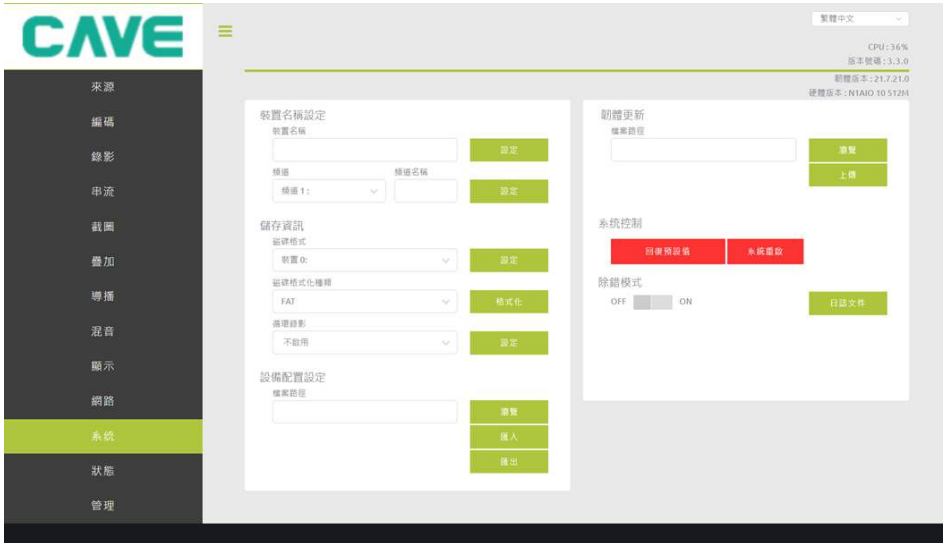 CAVE
繁體中文
CPU:36%
版本號碼:3.3.0
韌體版本:21.7.21.0
硬體版本:N1AIO 10 512M
來源
編碼
錄影
串流
截圖
疊加
導播
混音
顯示
網路
系統
狀態
管理
裝置名稱設定
裝置名稱
設定
頻道
頻道名稱
頻道 1:
設定
儲存資訊
磁碟格式
裝置 0:
設定
磁碟格式化種類
FAT
格式化
循環錄影
不啟用
設定
設備配置設定
檔案路徑
瀏覽
匯入
匯出
韌體更新
檔案路徑
瀏覽
上傳
系統控制
回復預設值
系統重啟
除錯模式
OFF
ON
日誌文件